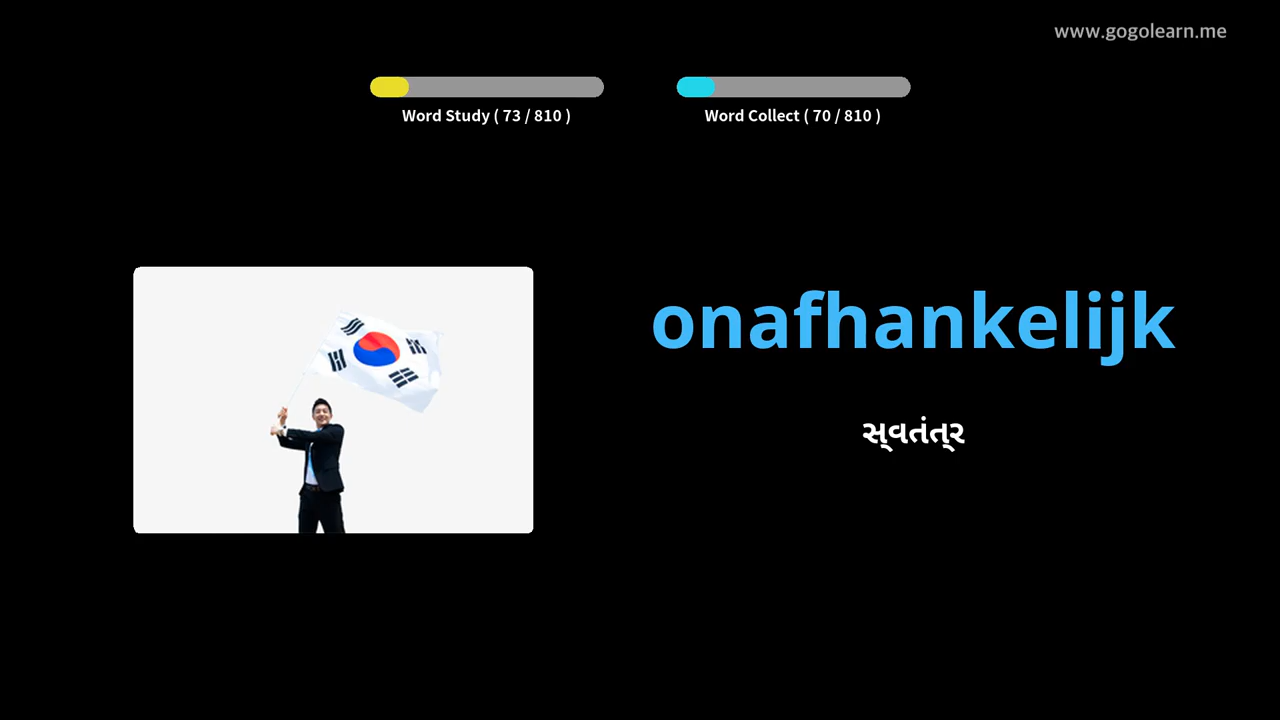 www.gogolearn.me
Word Study ( 73 / 810 )
Word Collect ( 70 / 810 )
onafhankelijk
સ્વતંત્ર